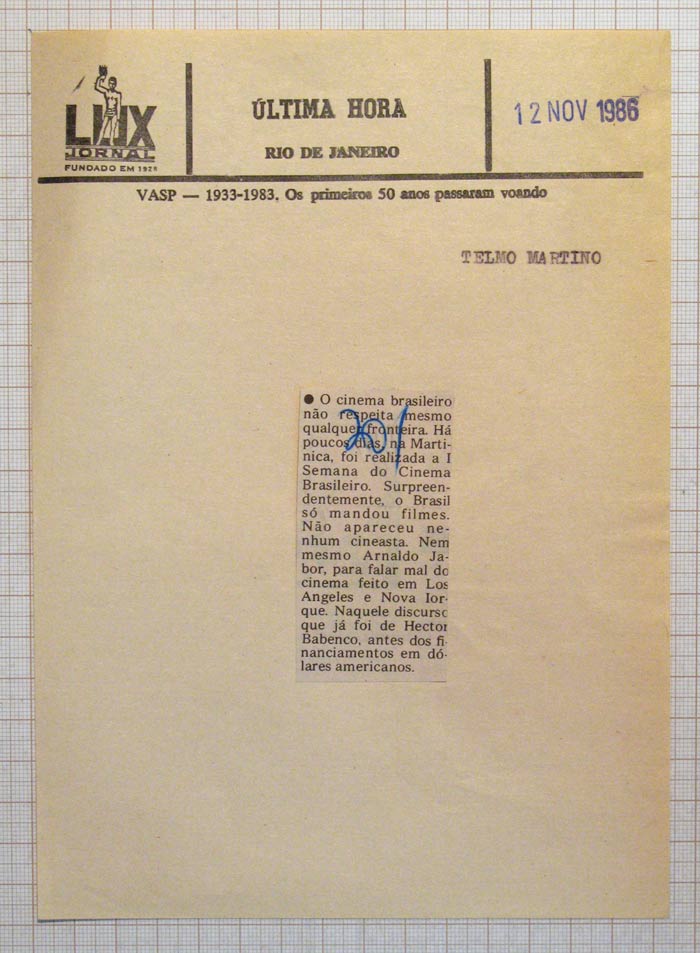 LUX
JORNAL
FUNDADO EM 1928
ÚLTIMA HORA
RIO DE JANEIRO
12 NOV 1986
VASP — 1933-1983. Os primeiros 50 anos passaram voando
TELMO MARTINO
● O cinema brasileiro
não respeita mesmo
qualquer fronteira. Há
poucos dias, na Marti-
nica, foi realizada a I
Semana do Cinema
Brasileiro. Surpreen-
dentemente, o Brasil
só mandou filmes.
Não apareceu ne-
nhum cineasta. Nem
mesmo Arnaldo Ja-
bor, para falar mal do
cinema feito em Los
Angeles e Nova Ior-
que. Naquele discurso
que já foi de Hector
Babenco, antes dos fi-
nanciamentos em dó-
lares americanos.